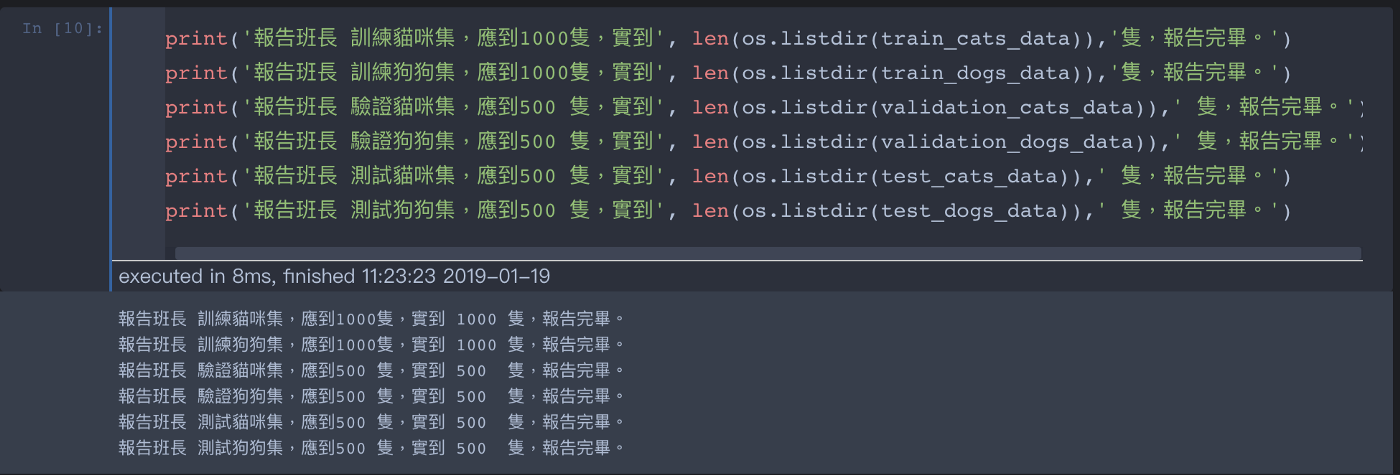 In [10]:
print('報告班長 訓練貓咪集，應到1000隻，實到', len(os.listdir(train_cats_data)),'隻，報告完畢。')
print('報告班長 訓練狗狗集，應到1000隻，實到', len(os.listdir(train_dogs_data)),'隻，報告完畢。')
print('報告班長 驗證貓咪集，應到500 隻，實到', len(os.listdir(validation_cats_data)),' 隻，報告完畢。')
print('報告班長 驗證狗狗集，應到500 隻，實到', len(os.listdir(validation_dogs_data)),' 隻，報告完畢。')
print('報告班長 測試貓咪集，應到500 隻，實到', len(os.listdir(test_cats_data)),' 隻，報告完畢。')
print('報告班長 測試狗狗集，應到500 隻，實到', len(os.listdir(test_dogs_data)),' 隻，報告完畢。')
executed in 8ms, finished 11:23:23 2019-01-19
報告班長 訓練貓咪集，應到1000隻，實到 1000 隻，報告完畢。
報告班長 訓練狗狗集，應到1000隻，實到 1000 隻，報告完畢。
報告班長 驗證貓咪集，應到500 隻，實到 500  隻，報告完畢。
報告班長 驗證狗狗集，應到500 隻，實到 500  隻，報告完畢。
報告班長 測試貓咪集，應到500 隻，實到 500  隻，報告完畢。
報告班長 測試狗狗集，應到500 隻，實到 500  隻，報告完畢。